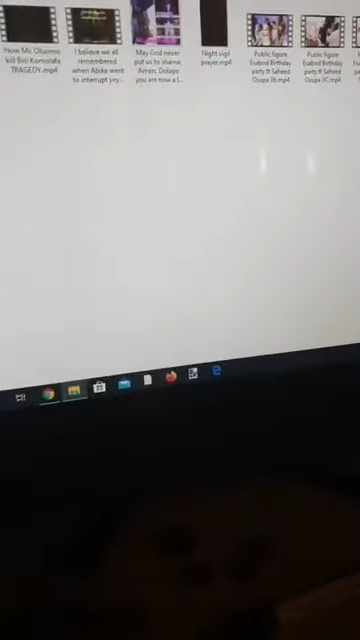 How Mc Oluomo
kill Bisi Komolafe
TRAGEDY.mp4
I believe we all
remembered
when Abike went
to interrupt yey...
May God never
put us to shame
Amen. Dolapo
you are now a l...
Night vigil
prayer.mp4
Public figure
Esabod Birthday
party ft Saheed
Osupa 3b.mp4
Public figure
Esabod Birthday
party ft Saheed
Osupa 3C.mp4